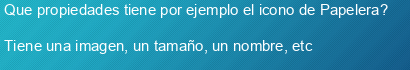 Que propiedades tiene por ejemplo el icono de Papelera?
Tiene una imagen, un tamaño, un nombre, etc